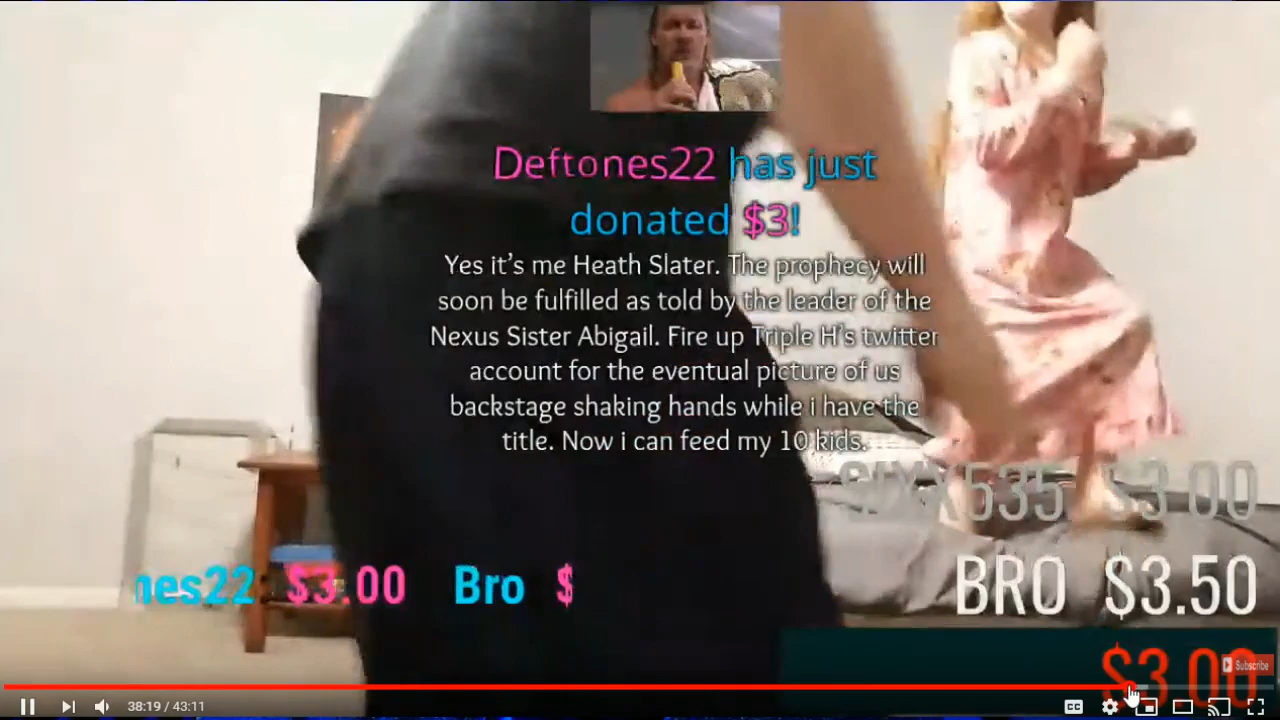 Deftones22 has just
donated $3!
Yes it's me Heath Slater. The prophecy will
soon be fulfilled as told by the leader of the
Nexus Sister Abigail. Fire up Triple H's twitter
account for the eventual picture of us
backstage shaking hands while i have the
title. Now i can feed my 10 kids.
535 $3.00
nes22 $3.00 Bro $
BRO $3.50
$3.00
Subscribe
38:19 / 43:11
CC